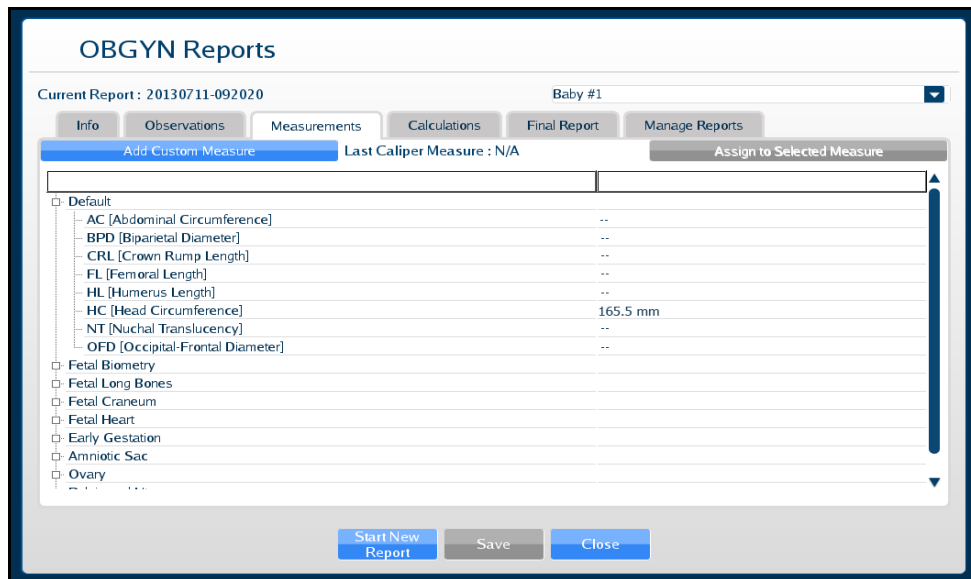 OBGYN Reports
Current Report : 20130711-092020 Baby #1
Info Observations Measurements Calculations Final Report Manage Reports
Add Custom Measure Last Caliper Measure : N/A Assign to Selected Measure
Default
AC [Abdominal Circumference] --
BPD [Biparietal Diameter] --
CRL [Crown Rump Length] --
FL [Femoral Length] --
HL [Humerus Length] --
HC [Head Circumference] 165.5 mm
NT [Nuchal Translucency] --
OFD [Occipital-Frontal Diameter] --
Fetal Biometry
Fetal Long Bones
Fetal Craneum
Fetal Heart
Early Gestation
Amniotic Sac
Ovary
Start New
Report
Save
Close